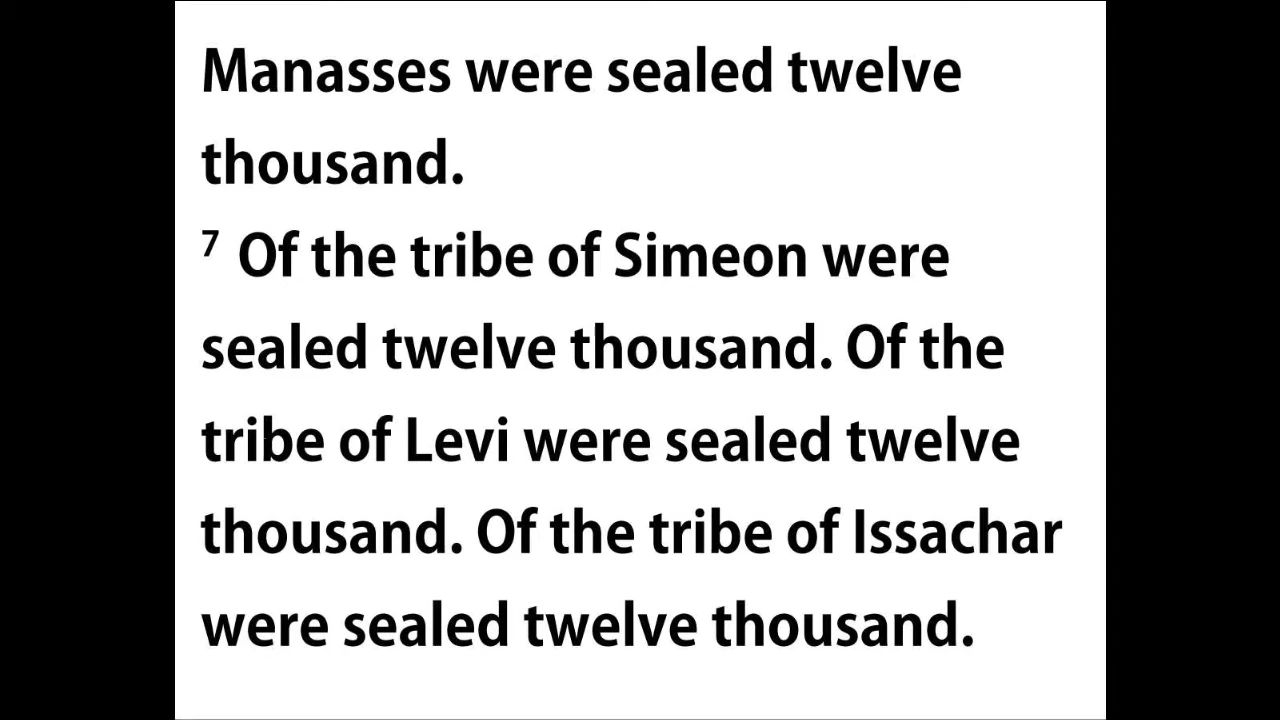 Manasses were sealed twelve
thousand.
7 Of the tribe of Simeon were
sealed twelve thousand. Of the
tribe of Levi were sealed twelve
thousand. Of the tribe of Issachar
were sealed twelve thousand.